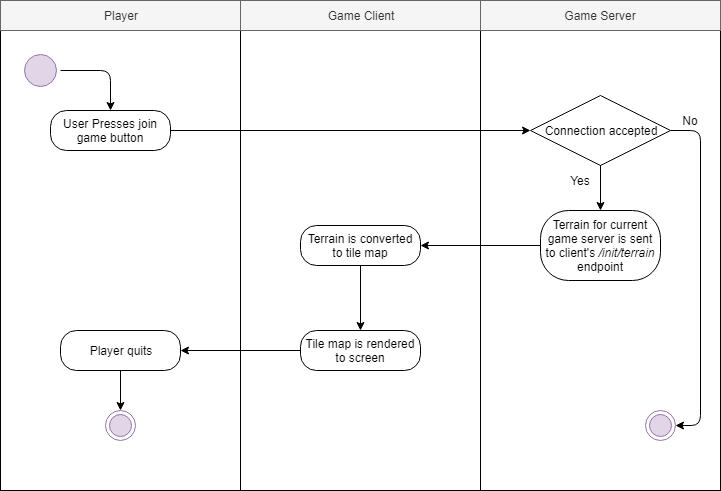 Player
Game Client
Game Server
User Presses join
game button
Connection accepted
No
Yes
Terrain for current
game server is sent
to client's /init/terrain
endpoint
Terrain is converted
to tile map
Tile map is rendered
to screen
Player quits